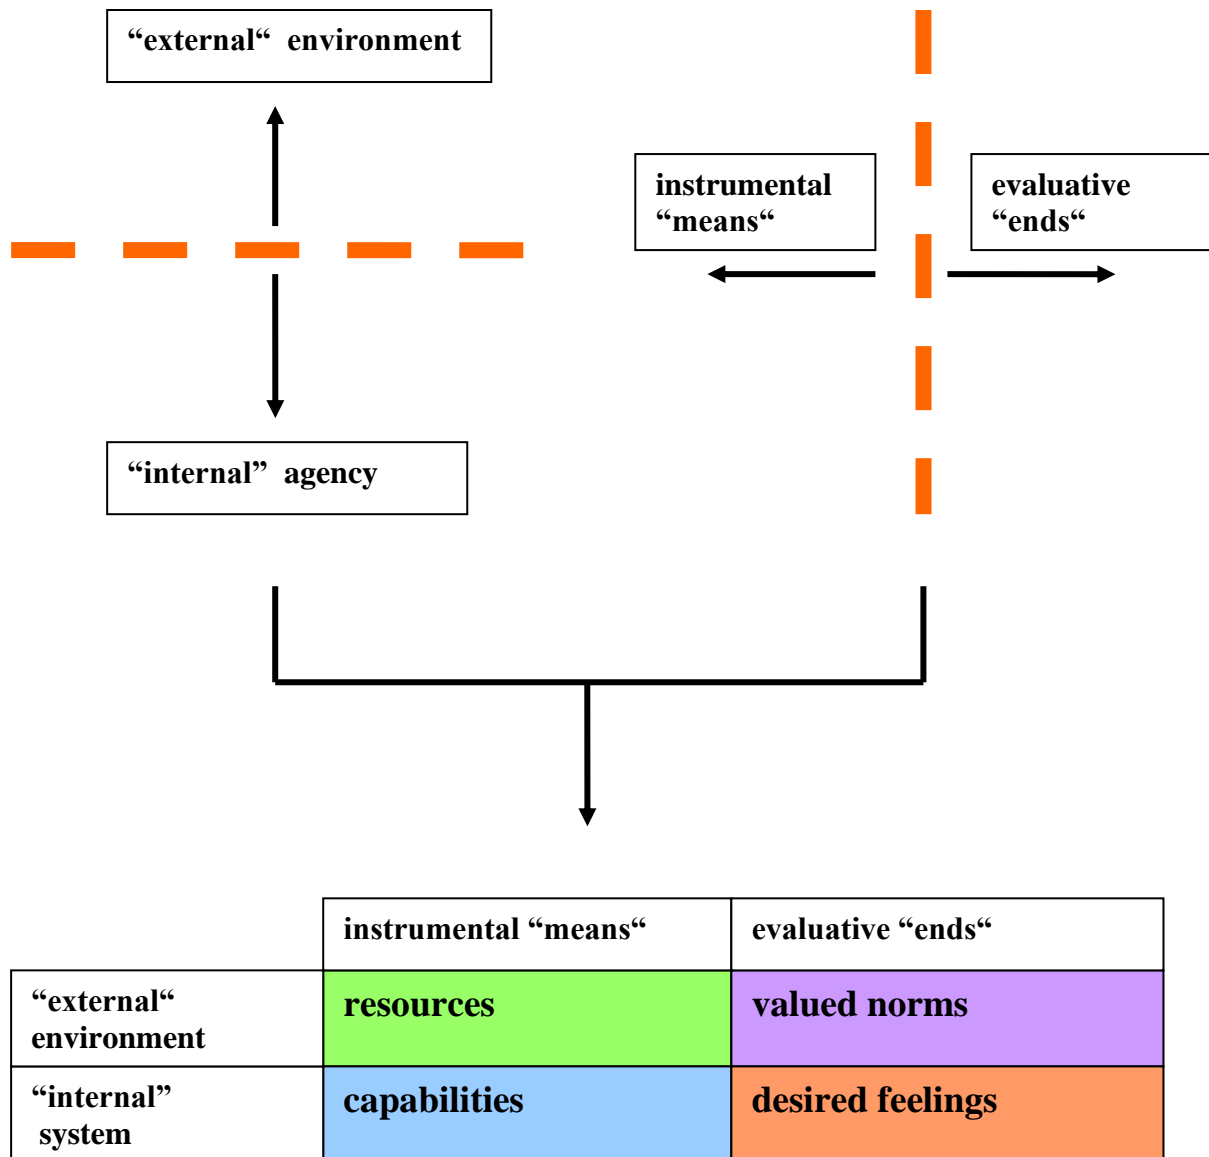 “external“ environment
instrumental
“means“
evaluative
“ends“
“internal” agency
instrumental “means“
evaluative “ends“
“external“
environment
resources
valued norms
“internal”
system
capabilities
desired feelings